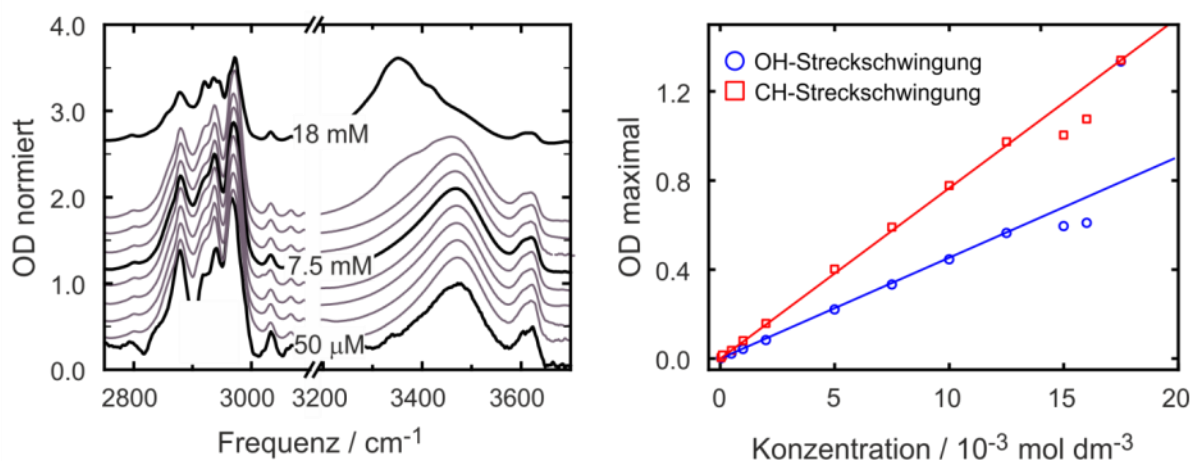 4.0
3.0
2.0
1.0
0.0
OD normiert
18 mM
7.5 mM
50 μM
2800
3000
3200
3400
3600
Frequenz / cm-1
OH-Streckschwingung
CH-Streckschwingung
1.2
0.8
0.4
0.0
OD maximal
0
5
10
15
20
Konzentration / 10-3 mol dm-3